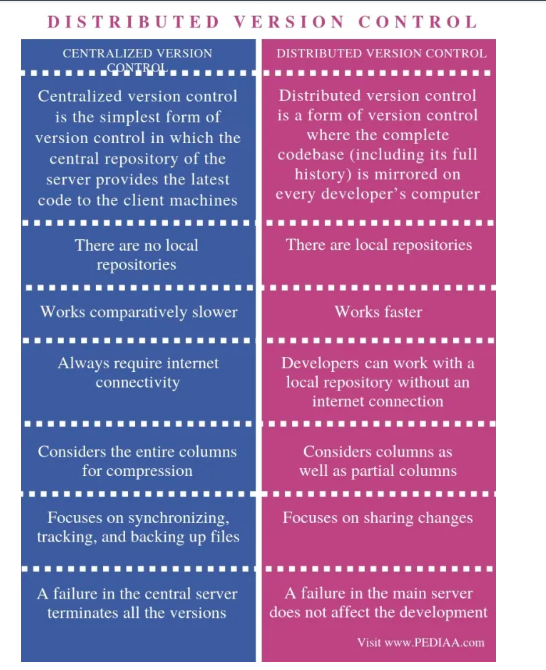 DISTRIBUTED VERSION CONTROL
CENTRALIZED VERSION
CONTROL
Centralized version control
is the simplest form of
version control in which the
central repository of the
server provides the latest
code to the client machines
There are no local
repositories
Works comparatively slower
Always require internet
connectivity
Considers the entire columns
for compression
Focuses on synchronizing,
tracking, and backing up files
A failure in the central server
terminates all the versions
DISTRIBUTED VERSION CONTROL
Distributed version control
is a form of version control
where the complete
codebase (including its full
history) is mirrored on
every developer's computer
There are local repositories
Works faster
Developers can work with a
local repository without an
internet connection
Considers columns as
well as partial columns
Focuses on sharing changes
A failure in the main server
does not affect the development
Visit www.PEDIAA.com